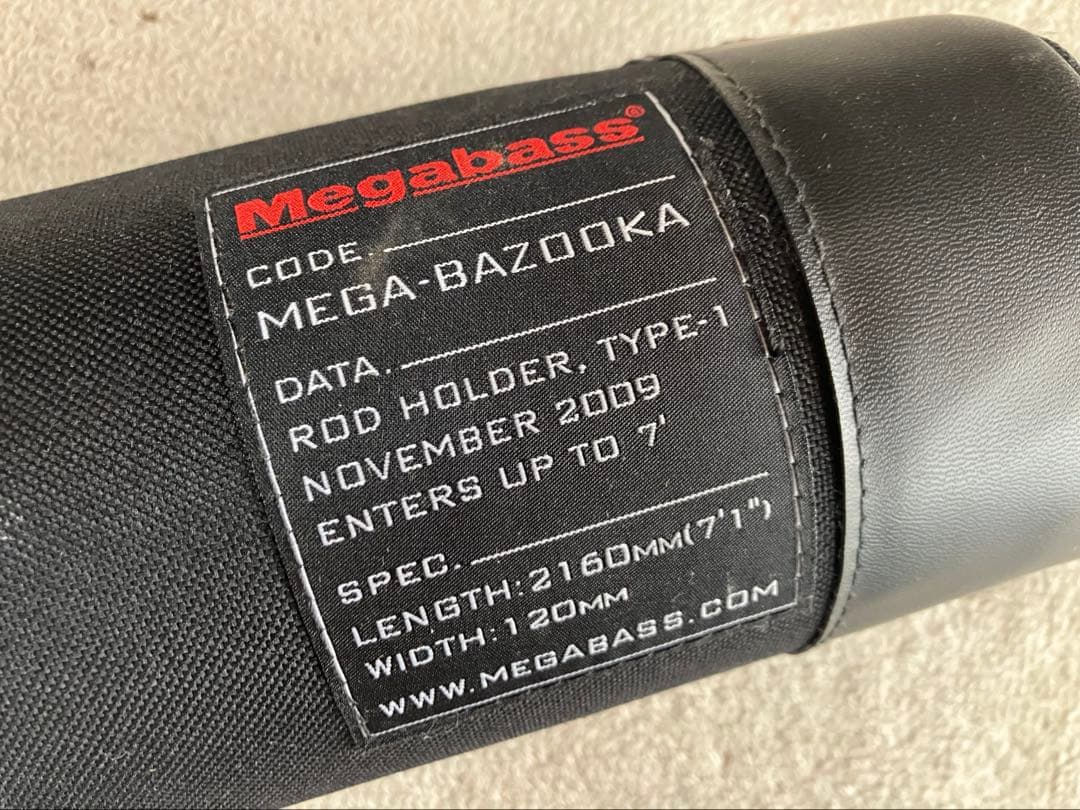 Megabass®
CODE.
MEGA-BAZOOKA
DATA.
ROD HOLDER, TYPE-1
NOVEMBER 2009
ENTERS UP TO 7'
SPEC.
LENGTH:2160MM(7'1")
WIDTH:120MM
WWW.MEGABASS.COM